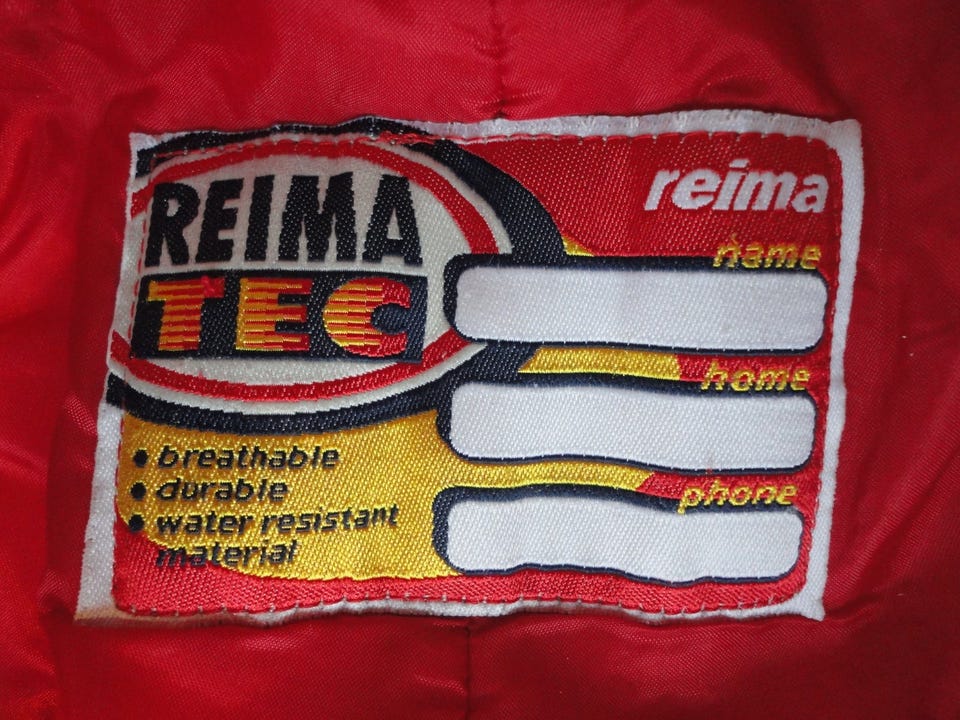 REIMA
TEC
reima
name
home
phone
• breathable
• durable
• water resistant
material